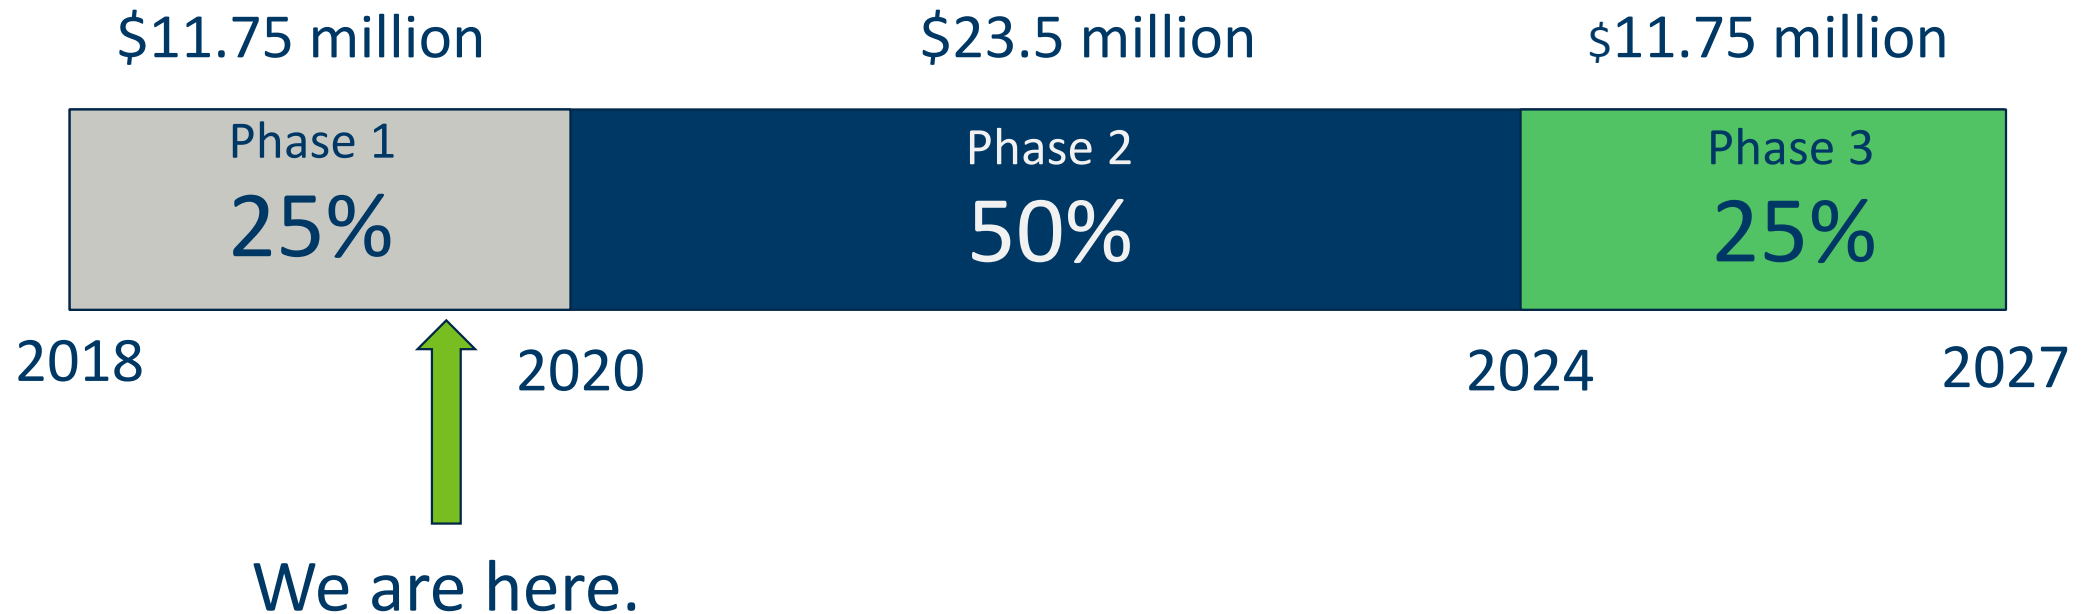 $11.75 million
$23.5 million
$11.75 million
Phase 1
25%
Phase 2
50%
Phase 3
25%
2018
2020
2024
2027
We are here.